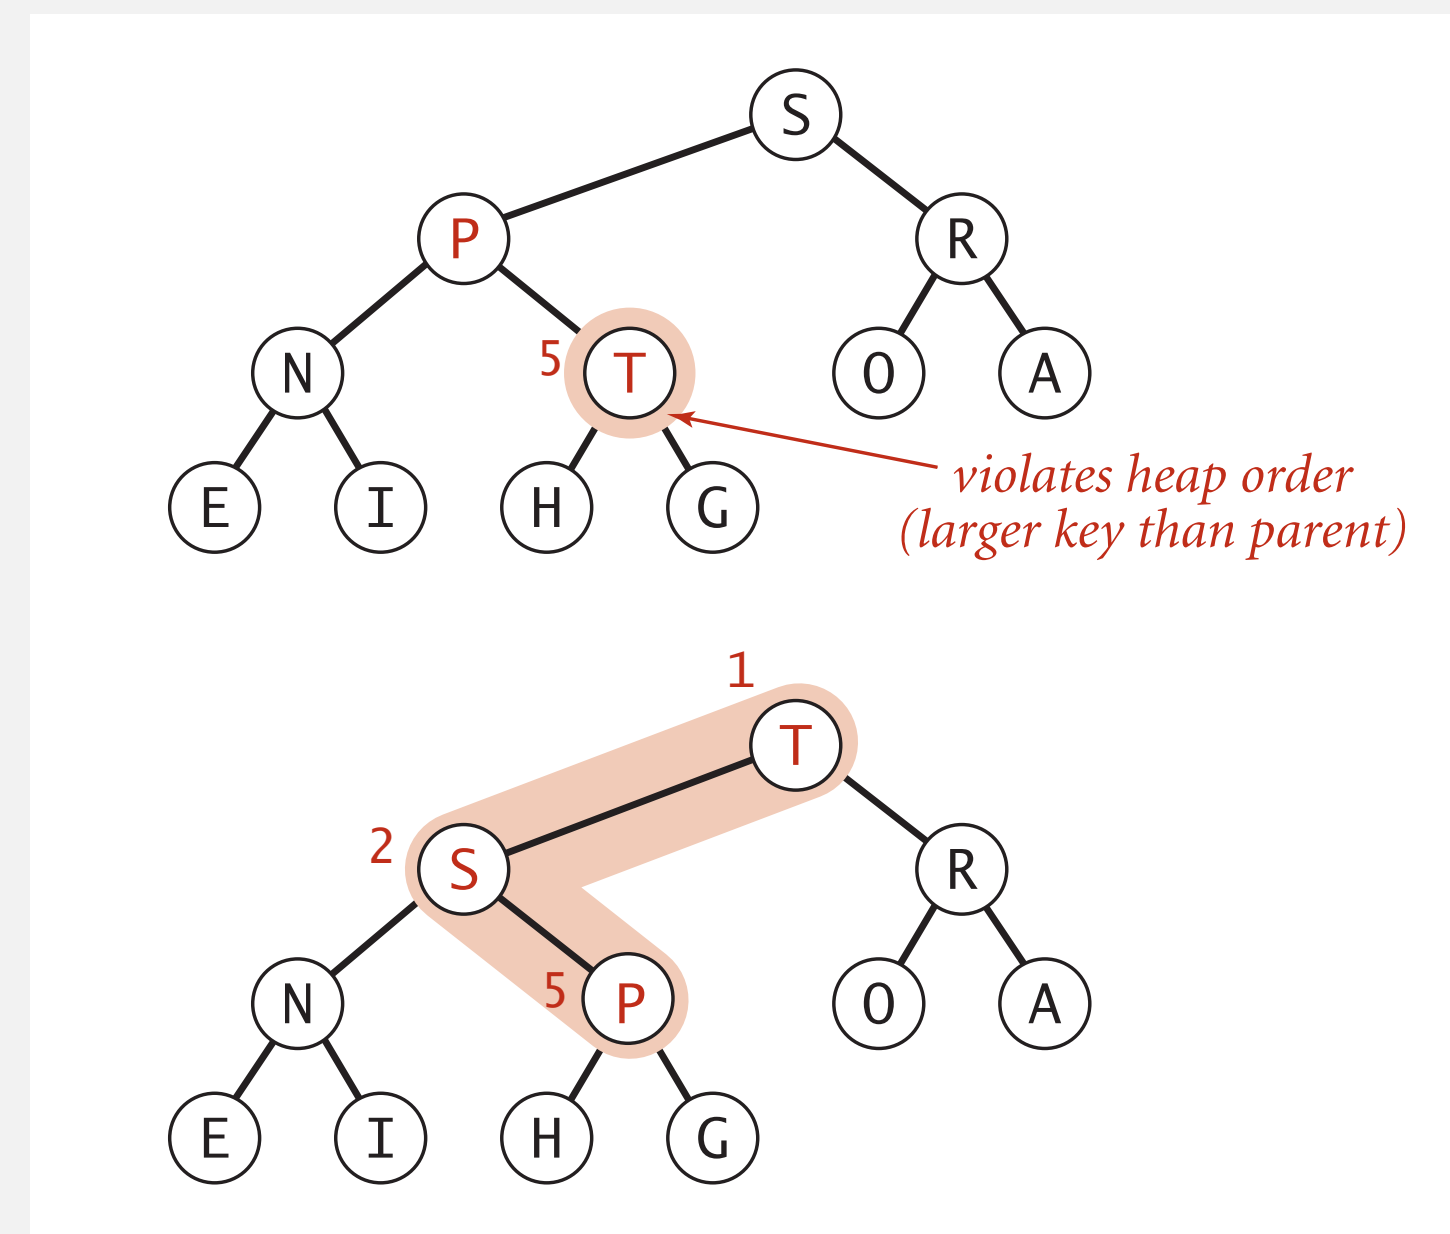 S
P R
N 5 T O A
E I H G
violates heap order
(larger key than parent)
1
T
2 S R
N 5 P O A
E I H G